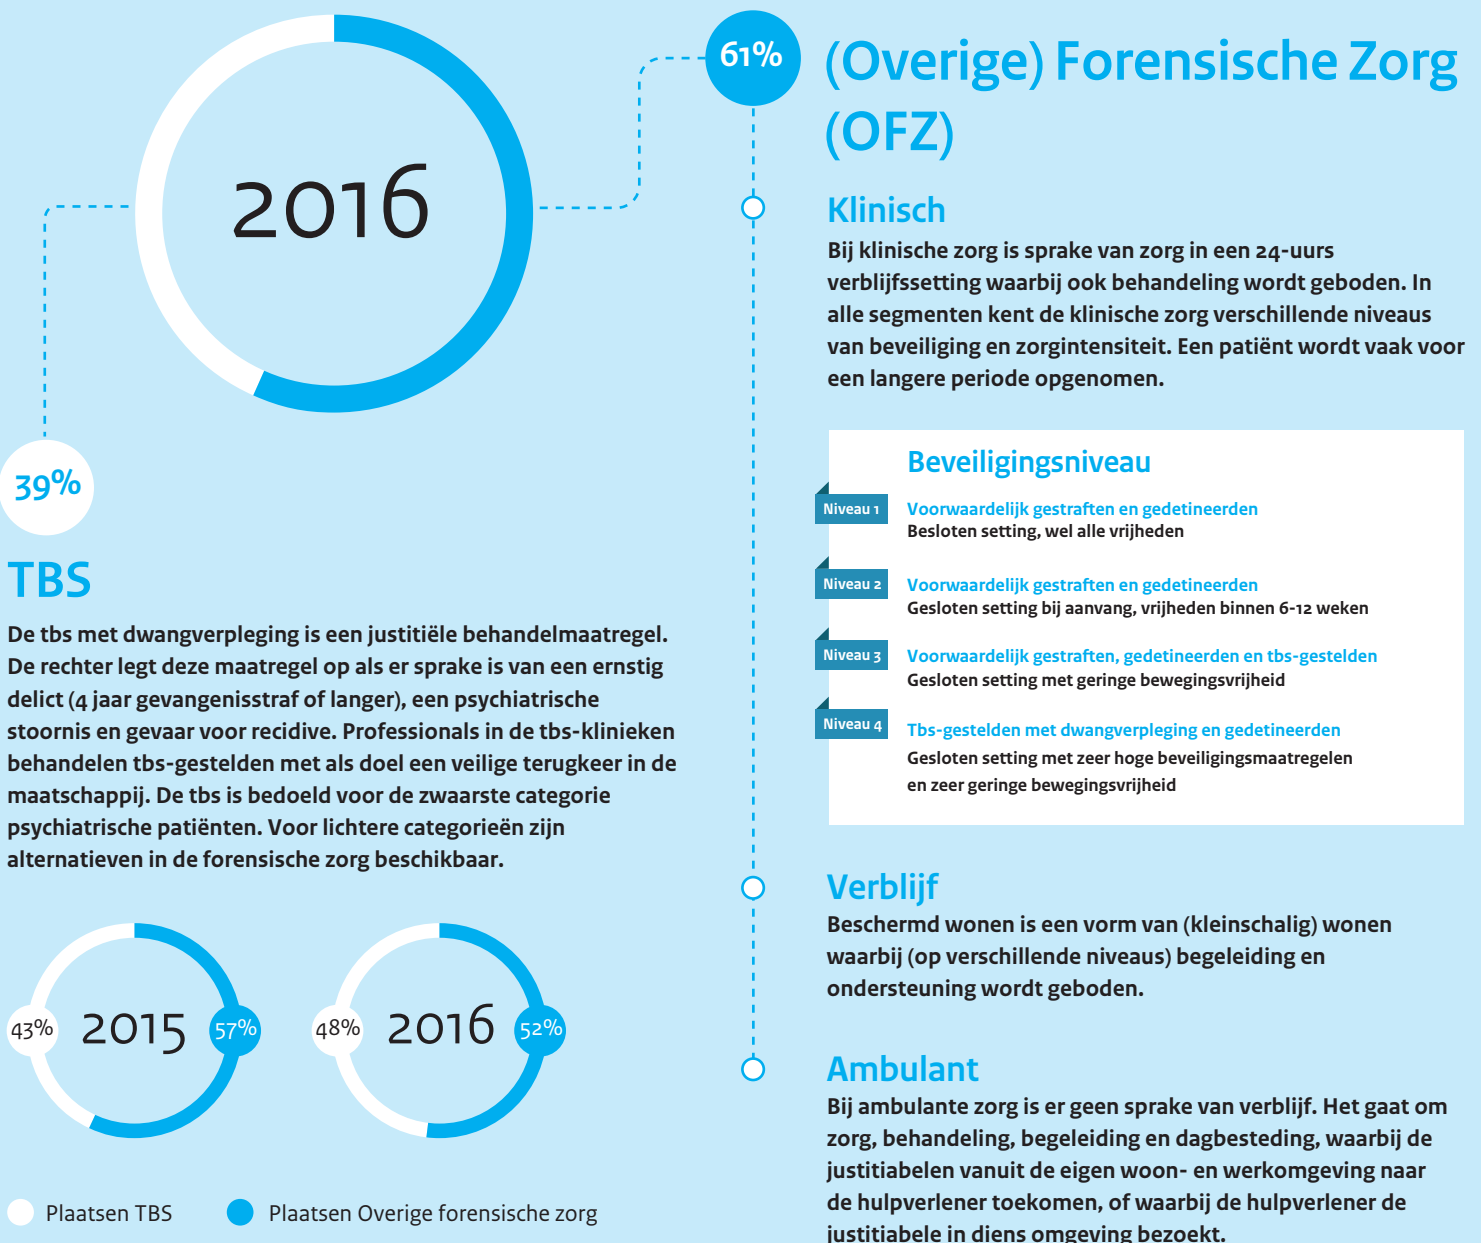 2016
39%
TBS
De tbs met dwangverpleging is een justitiële behandelmaatregel.
De rechter legt deze maatregel op als er sprake is van een ernstig
delict (4 jaar gevangenisstraf of langer), een psychiatrische
stoornis en gevaar voor recidive. Professionals in de tbs-klinieken
behandelen tbs-gestelden met als doel een veilige terugkeer in de
maatschappij. De tbs is bedoeld voor de zwaarste categorie
psychiatrische patiënten. Voor lichtere categorieën zijn
alternatieven in de forensische zorg beschikbaar.
43% 2015 57%
48% 2016 52%
Plaatsen TBS
Plaatsen Overige forensische zorg
61%
(Overige) Forensische Zorg
(OFZ)
Klinisch
Bij klinische zorg is sprake van zorg in een 24-uurs
verblijfssetting waarbij ook behandeling wordt geboden. In
alle segmenten kent de klinische zorg verschillende niveaus
van beveiliging en zorgintensiteit. Een patiënt wordt vaak voor
een langere periode opgenomen.
Beveiligingsniveau
Niveau 1 Voorwaardelijk gestraften en gedetineerden
Besloten setting, wel alle vrijheden
Niveau 2 Voorwaardelijk gestraften en gedetineerden
Gesloten setting bij aanvang, vrijheden binnen 6-12 weken
Niveau 3 Voorwaardelijk gestraften, gedetineerden en tbs-gestelden
Gesloten setting met geringe bewegingsvrijheid
Niveau 4 Tbs-gestelden met dwangverpleging en gedetineerden
Gesloten setting met zeer hoge beveiligingsmaatregelen
en zeer geringe bewegingsvrijheid
Verblijf
Beschermd wonen is een vorm van (kleinschalig) wonen
waarbij (op verschillende niveaus) begeleiding en
ondersteuning wordt geboden.
Ambulant
Bij ambulante zorg is er geen sprake van verblijf. Het gaat om
zorg, behandeling, begeleiding en dagbesteding, waarbij de
justitiabelen vanuit de eigen woon- en werkomgeving naar
de hulpverlener toekomen, of waarbij de hulpverlener de
justitiabele in diens omgeving bezoekt.